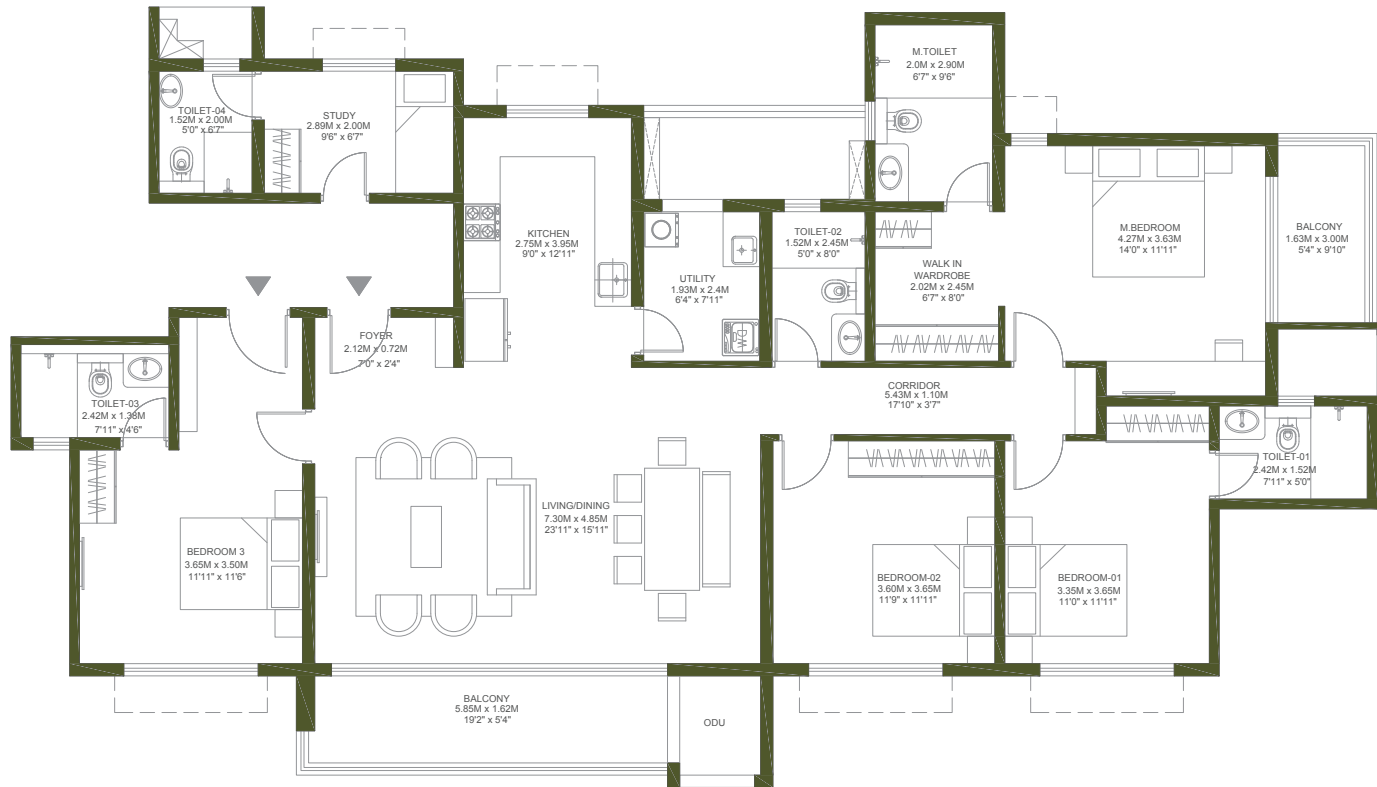 M.TOILET
2.0M x 2.90M
6'7" x 9'6"
TOILET-04
1.52M x 2.00M
5'0" x 6'7"
STUDY
2.89M x 2.00M
9'6" x 6'7"
KITCHEN
2.75M x 3.95M
9'0" x 12'11"
TOILET-02
1.52M x 2.45M
5'0" x 8'0"
M.BEDROOM
4.27M x 3.63M
14'0" x 11'11"
BALCONY
1.63M x 3.00M
5'4" x 9'10"
UTILITY
1.93M x 2.4M
6'4" x 7'11"
WALK IN
WARDROBE
2.02M x 2.45M
6'7" x 8'0"
FOYER
2.12M x 0.72M
7'0" x 2'4"
CORRIDOR
5.43M x 1.10M
17'10" x 3'7"
TOILET-03
2.42M x 1.38M
7'11" x 4'6"
TOILET-01
2.42M x 1.52M
7'11" x 5'0"
LIVING/DINING
7.30M x 4.85M
23'11" x 15'11"
BEDROOM 3
3.65M x 3.50M
11'11" x 11'6"
BEDROOM-02
3.60M x 3.65M
11'9" x 11'11"
BEDROOM-01
3.35M x 3.65M
11'0" x 11'11"
BALCONY
5.85M x 1.62M
19'2" x 5'4"
ODU